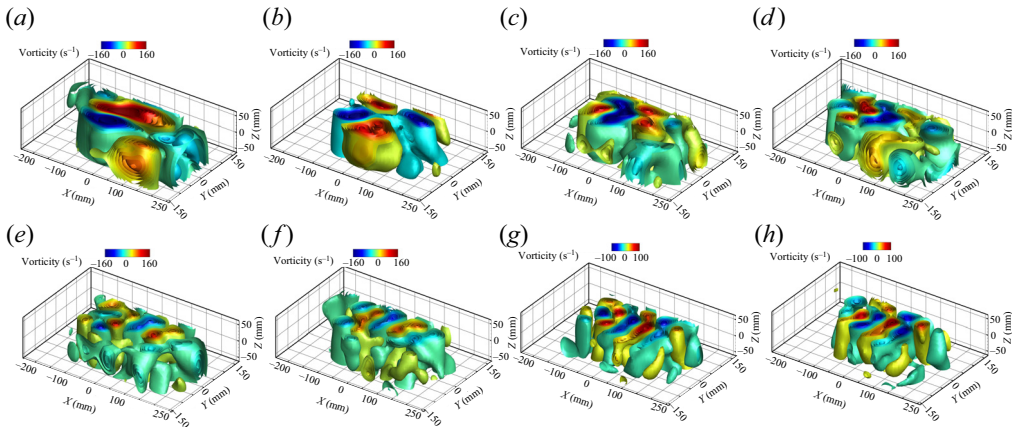 (a) (b) (c) (d)
Vorticity (s⁻¹) −160 0 160 Vorticity (s⁻¹) −160 0 160 Vorticity (s⁻¹) −160 0 160 Vorticity (s⁻¹) −160 0 160
50 0 −50 Z (mm) 50 0 −50 Z (mm) 50 0 −50 Z (mm) 50 0 −50 Z (mm)
−200 −100 0 100 250 X (mm) −150 0 150 Y (mm) −200 −100 0 100 250 X (mm) −150 0 150 Y (mm) −200 −100 0 100 250 X (mm) −150 0 150 Y (mm) −200 −100 0 100 250 X (mm) −150 0 150 Y (mm)
(e) (f) (g) (h)
Vorticity (s⁻¹) −160 0 160 Vorticity (s⁻¹) −160 0 160 Vorticity (s⁻¹) −100 0 100 Vorticity (s⁻¹) −100 0 100
50 0 −50 Z (mm) 50 0 −50 Z (mm) 50 0 −50 Z (mm) 50 0 −50 Z (mm)
−200 −100 0 100 250 X (mm) −150 0 150 Y (mm) −200 −100 0 100 250 X (mm) −150 0 150 Y (mm) −200 −100 0 100 250 X (mm) −150 0 150 Y (mm) −200 −100 0 100 250 X (mm) −150 0 150 Y (mm)